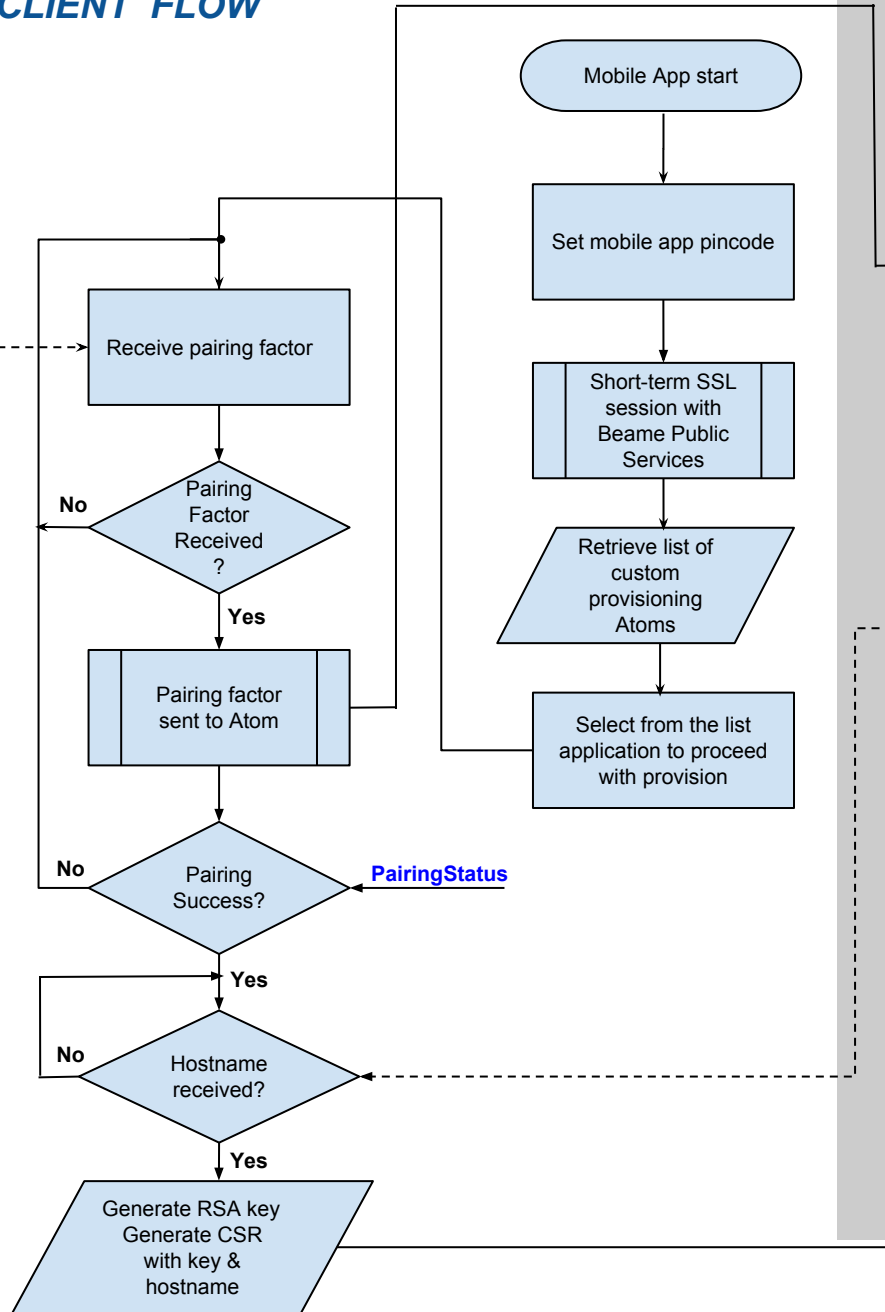 CLIENT FLOW
Mobile App start
Set mobile app pincode
Short-term SSL
session with
Beame Public
Services
Retrieve list of
custom
provisioning
Atoms
Select from the list
application to proceed
with provision
Receive pairing factor
Pairing
Factor
Received
?
No
Yes
Pairing factor
sent to Atom
Pairing
Success?
No
PairingStatus
Yes
Hostname
received?
No
Yes
Generate RSA key
Generate CSR
with key &
hostname